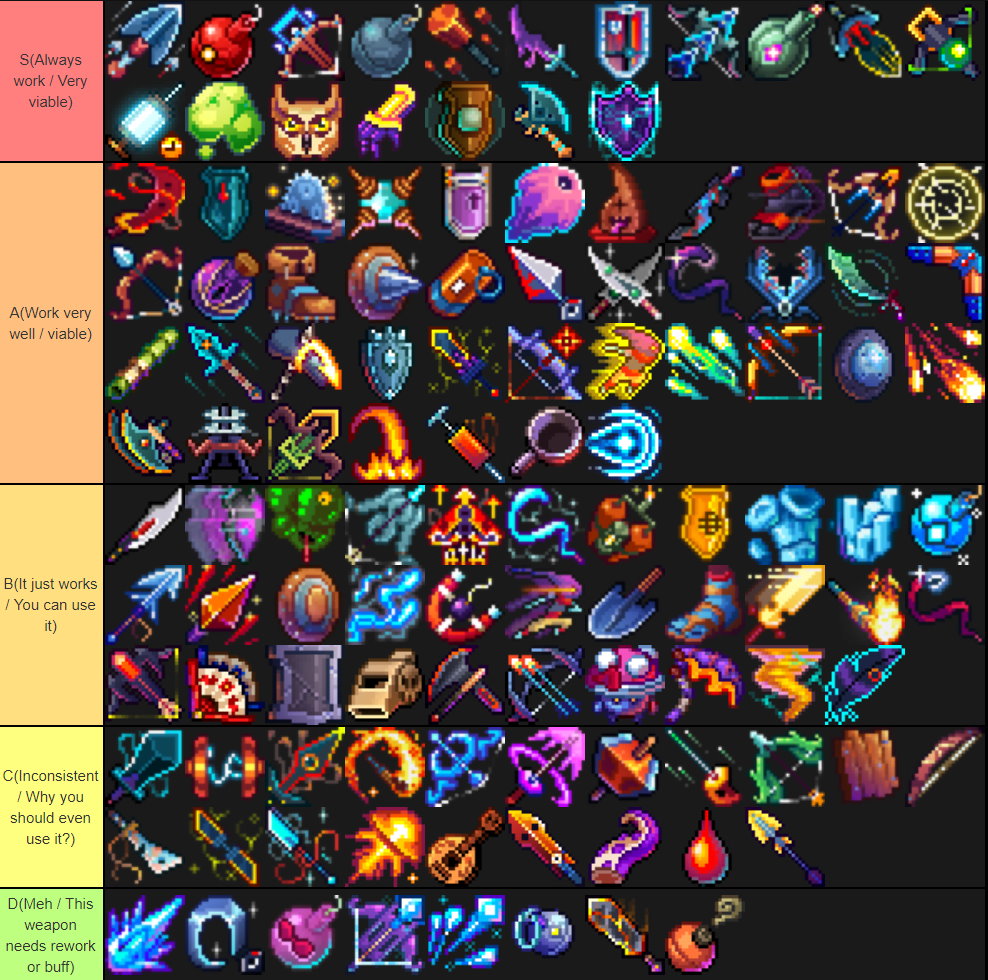 S(Always
work / Very
viable)
A(Work very
well / viable)
B(It just works
/ You can use
it)
atk
C(Inconsistent
/ Why you
should even
use it?)
D(Meh / This
weapon
needs rework
or buff)